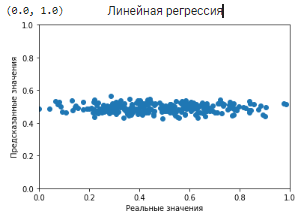 (0.0, 1.0)
Линейная регрессия
1.0
0.8
0.6
0.4
0.2
0.0
Предсказанные значения
0.0 0.2 0.4 0.6 0.8 1.0
Реальные значения